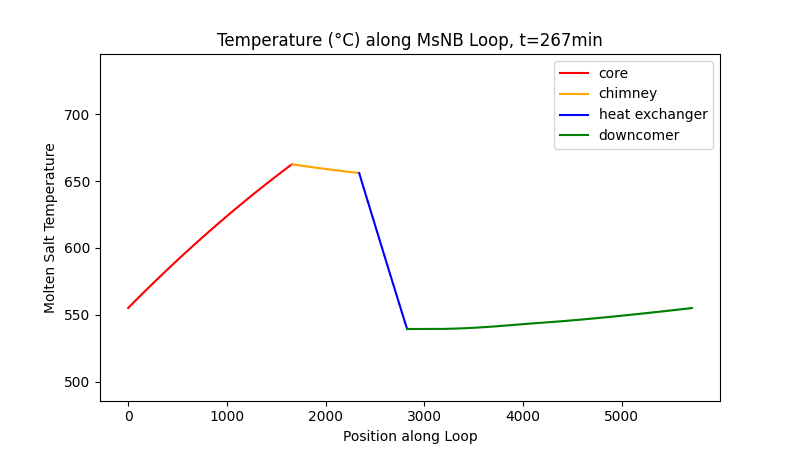 Temperature (°C) along MsNB Loop, t=267min
core
chimney
heat exchanger
downcomer
Molten Salt Temperature
700
650
600
550
500
0 1000 2000 3000 4000 5000
Position along Loop